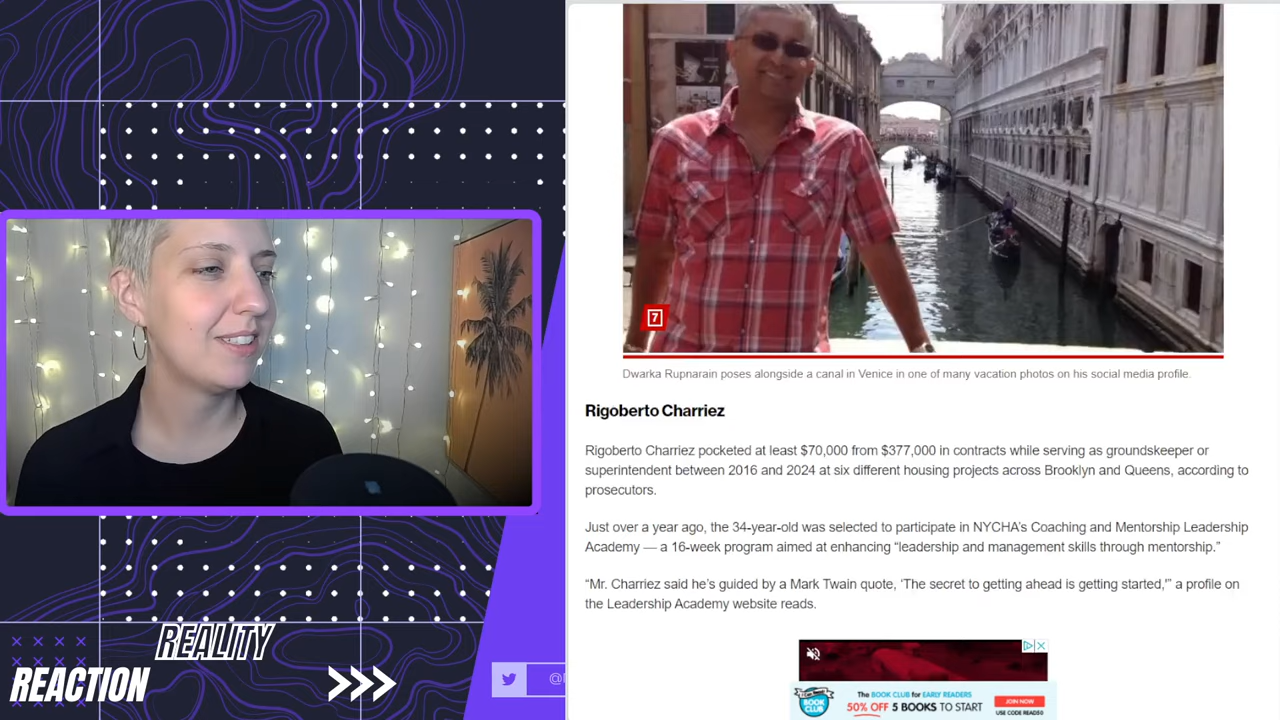 7
Dwarka Rupnarain poses alongside a canal in Venice in one of many vacation photos on his social media profile.
Rigoberto Charriez
Rigoberto Charriez pocketed at least $70,000 from $377,000 in contracts while serving as groundskeeper or
superintendent between 2016 and 2024 at six different housing projects across Brooklyn and Queens, according to
prosecutors.
Just over a year ago, the 34-year-old was selected to participate in NYCHA’s Coaching and Mentorship Leadership
Academy — a 16-week program aimed at enhancing “leadership and management skills through mentorship.”
“Mr. Charriez said he’s guided by a Mark Twain quote, ‘The secret to getting ahead is getting started,’” a profile on
the Leadership Academy website reads.
REALITY
REACTION
@
BOOK
CLUB
The BOOK CLUB for EARLY READERS
50% OFF 5 BOOKS TO START
JOIN NOW
USE CODE READ50